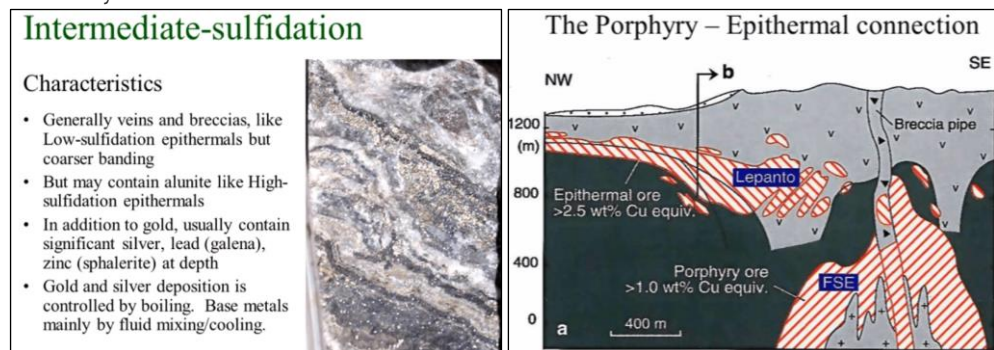 Intermediate-sulfidation
Characteristics
• Generally veins and breccias, like
Low-sulfidation epithermals but
coarser banding
• But may contain alunite like High-
sulfidation epithermals
• In addition to gold, usually contain
significant silver, lead (galena),
zinc (sphalerite) at depth
• Gold and silver deposition is
controlled by boiling. Base metals
mainly by fluid mixing/cooling.
The Porphyry – Epithermal connection
NW
SE
b
1200
(m)
Breccia pipe
Lepanto
Epithermal ore
>2.5 wt% Cu equiv.
800
400
Porphyry ore
>1.0 wt% Cu equiv.
FSE
0
a
400 m